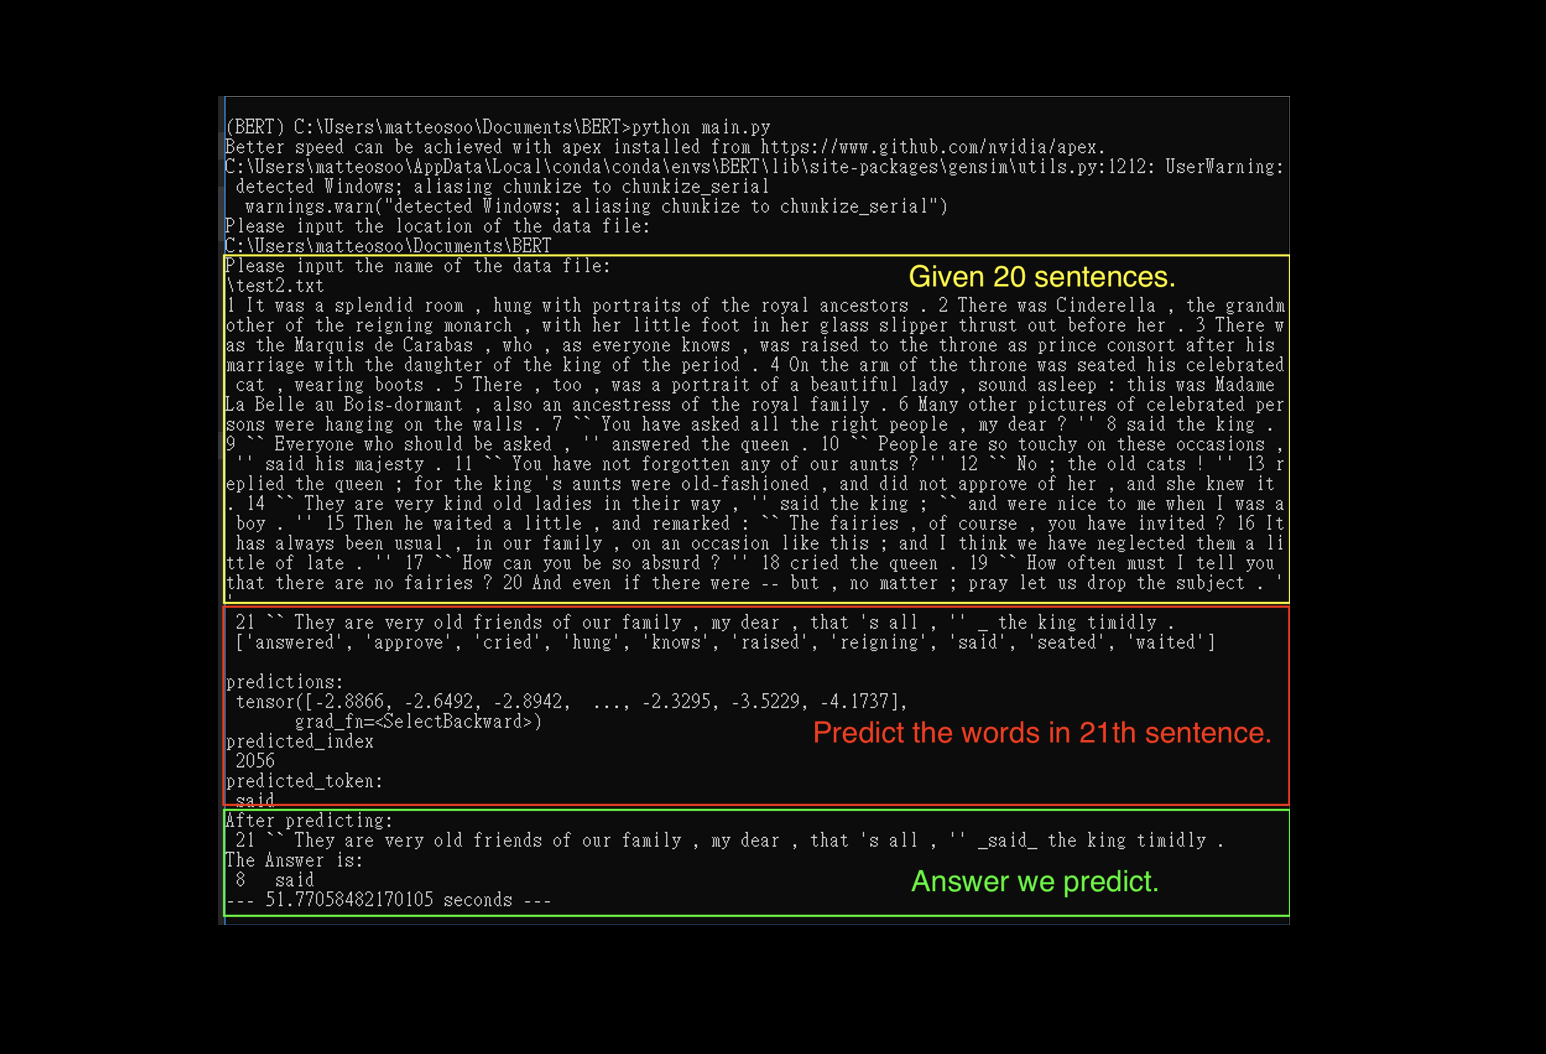 (BERT) C:\Users\matteosoo\Documents\BERT>python main.py
Better speed can be achieved with apex installed from https://www.github.com/nvidia/apex.
C:\Users\matteosoo\AppData\Local\conda\conda\envs\BERT\lib\site-packages\gensim\utils.py:1212: UserWarning:
 detected Windows; aliasing chunkize to chunkize_serial
  warnings.warn("detected Windows; aliasing chunkize to chunkize_serial")
Please input the location of the data file:
C:\Users\matteosoo\Documents\BERT
Please input the name of the data file:
Given 20 sentences.
\test2.txt
1 It was a splendid room , hung with portraits of the royal ancestors . 2 There was Cinderella , the grandm
other of the reigning monarch , with her little foot in her glass slipper thrust out before her . 3 There w
as the Marquis de Carabas , who , as everyone knows , was raised to the throne as prince consort after his
marriage with the daughter of the king of the period . 4 On the arm of the throne was seated his celebrated
 cat , wearing boots . 5 There , too , was a portrait of a beautiful lady , sound asleep : this was Madame
La Belle au Bois-dormant , also an ancestress of the royal family . 6 Many other pictures of celebrated per
sons were hanging on the walls . 7 `` You have asked all the right people , my dear ? '' 8 said the king .
9 `` Everyone who should be asked , '' answered the queen . 10 `` People are so touchy on these occasions ,
 '' said his majesty . 11 `` You have not forgotten any of our aunts ? '' 12 `` No ; the old cats ! '' 13 r
eplied the queen ; for the king 's aunts were old-fashioned , and did not approve of her , and she knew it
. 14 `` They are very kind old ladies in their way , '' said the king ; `` and were nice to me when I was a
 boy . '' 15 Then he waited a little , and remarked : `` The fairies , of course , you have invited ? 16 It
 has always been usual , in our family , on an occasion like this ; and I think we have neglected them a li
ttle of late . '' 17 `` How can you be so absurd ? '' 18 cried the queen . 19 `` How often must I tell you
that there are no fairies ? 20 And even if there were -- but , no matter ; pray let us drop the subject . '
'
 21 `` They are very old friends of our family , my dear , that 's all , '' _ the king timidly .
 ['answered', 'approve', 'cried', 'hung', 'knows', 'raised', 'reigning', 'said', 'seated', 'waited']
predictions:
 tensor([-2.8866, -2.6492, -2.8942,  ..., -2.3295, -3.5229, -4.1737],
       grad_fn=<SelectBackward>)
Predict the words in 21th sentence.
predicted_index
 2056
predicted_token:
 said
After predicting:
 21 `` They are very old friends of our family , my dear , that 's all , '' _said_ the king timidly .
The Answer is:
 8   said
Answer we predict.
--- 51.77058482170105 seconds ---